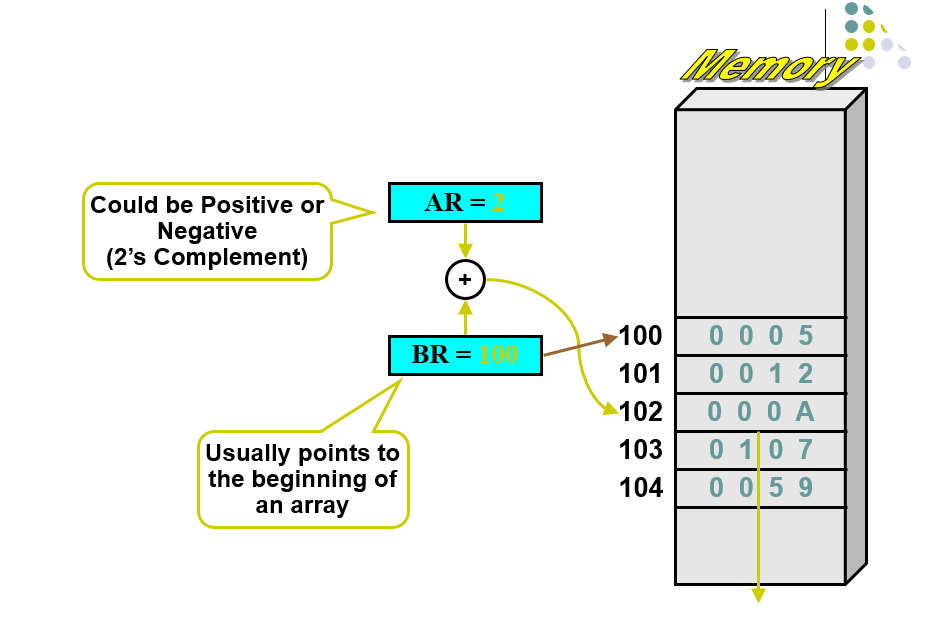 Memory
Could be Positive or
Negative
(2’s Complement)
AR = 2
+
BR = 100
Usually points to
the beginning of
an array
100 0 0 0 5
101 0 0 1 2
102 0 0 0 A
103 0 1 0 7
104 0 0 5 9